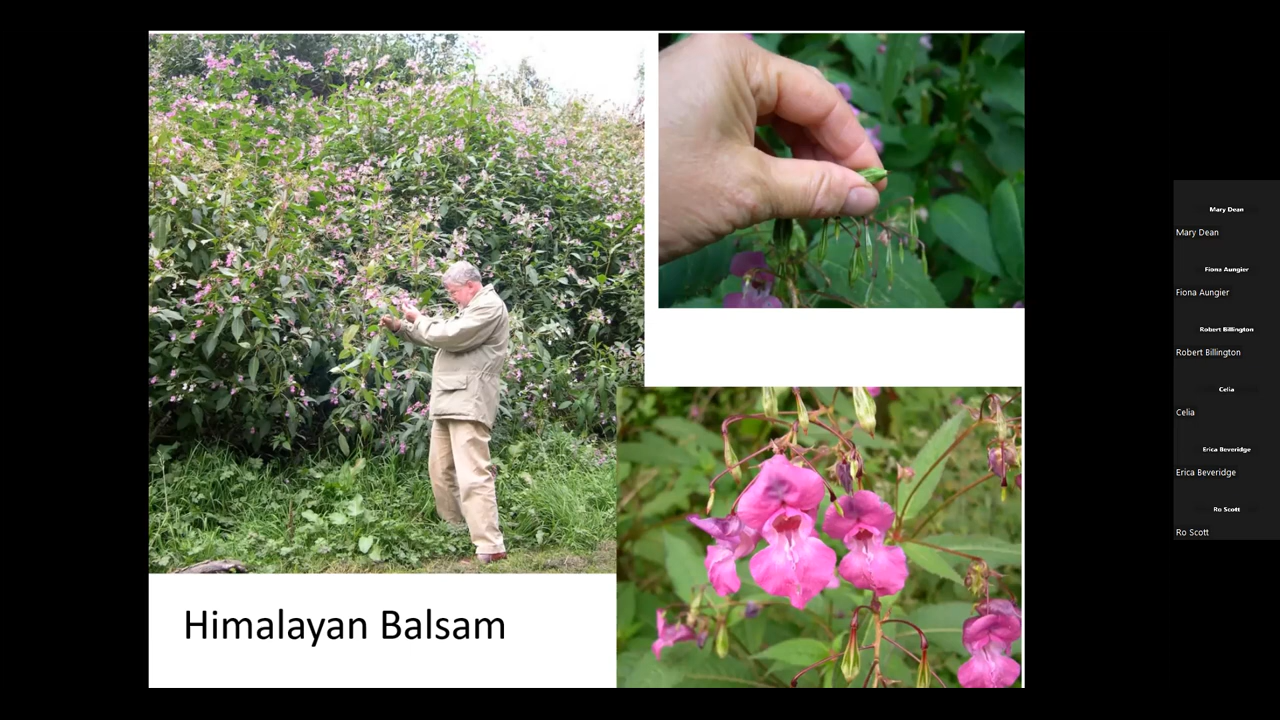 Himalayan Balsam
Mary Dean
Mary Dean
Fiona Aungier
Fiona Aungier
Robert Billington
Robert Billington
Celia
Celia
Erica Beveridge
Erica Beveridge
Ro Scott
Ro Scott